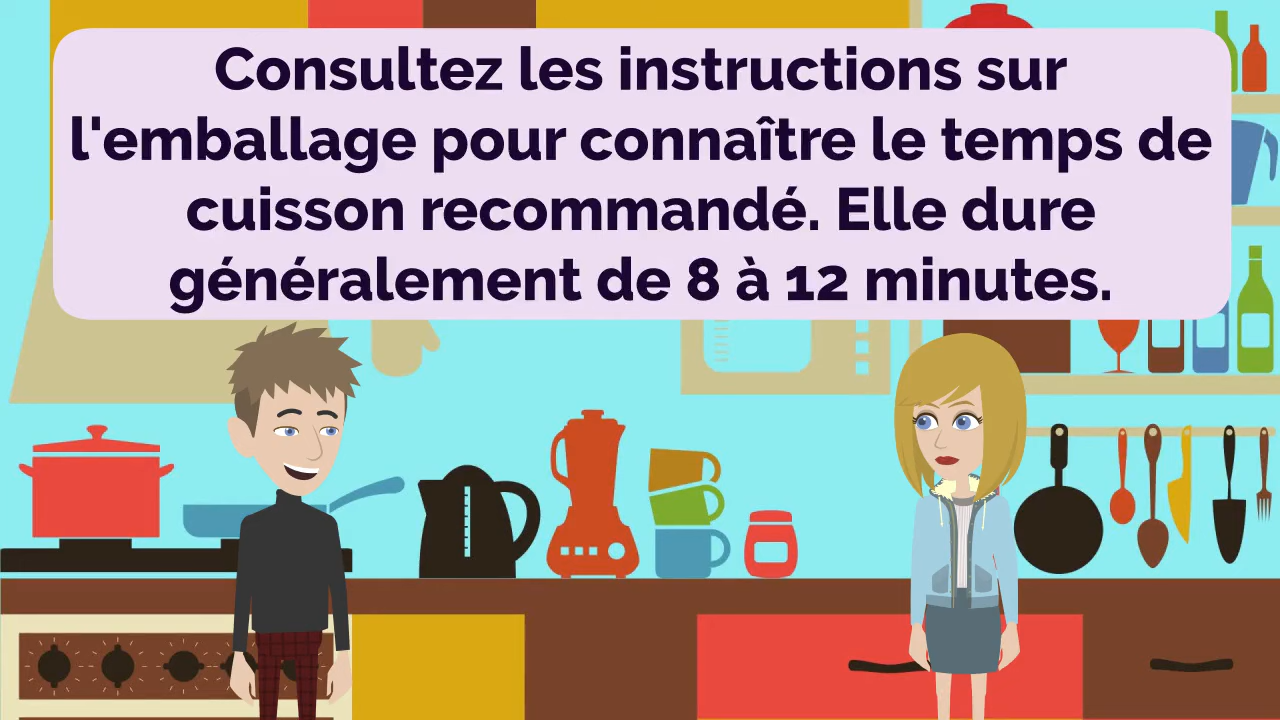 Consultez les instructions sur
l'emballage pour connaître le temps de
cuisson recommandé. Elle dure
généralement de 8 à 12 minutes.